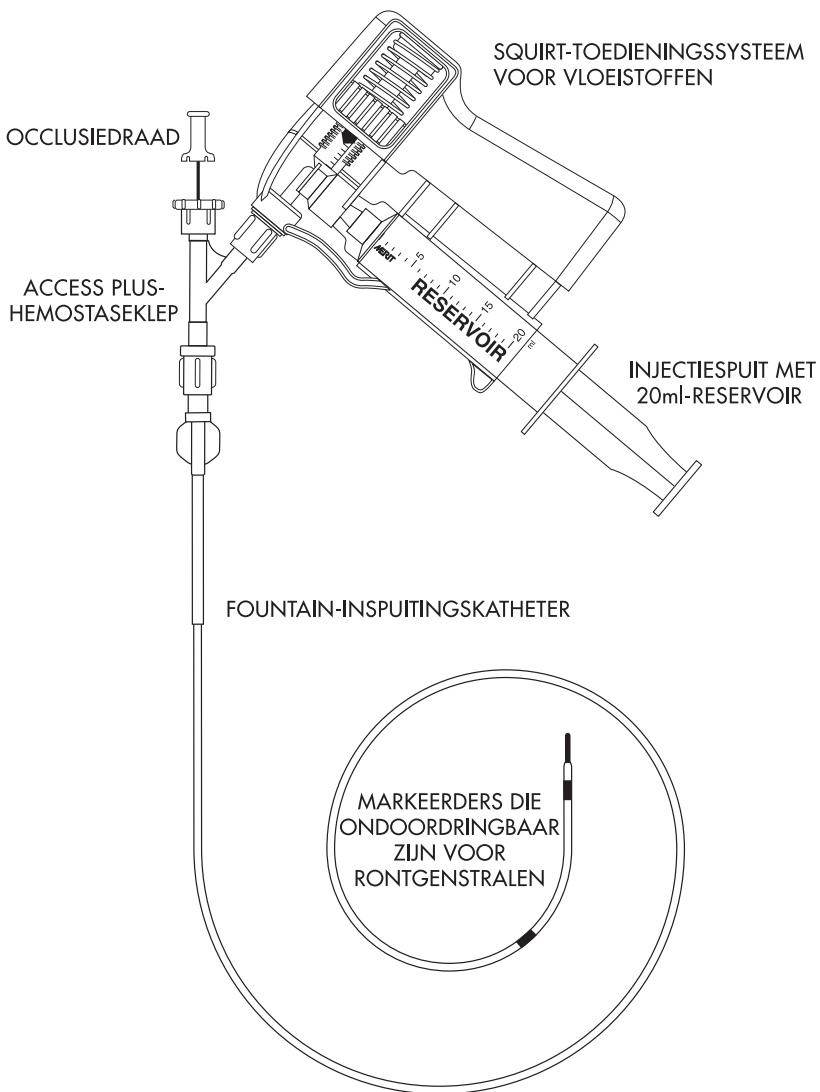 SQUIRT-TOEDIENINGSSYSTEEM
VOOR VLOEISTOFFEN
OCCLUSIEDRAAD
ACCESS PLUS-
HEMOSTASEKLEP
MERIT
5
10
15
20
ml
RESERVOIR
INJECTIESPUIT MET
20ml-RESERVOIR
FOUNTAIN-INSPUITINGSKATHETER
MARKEERDERS DIE
ONDOORDRINGBAAR
ZIJN VOOR
RONTGENSTRALEN